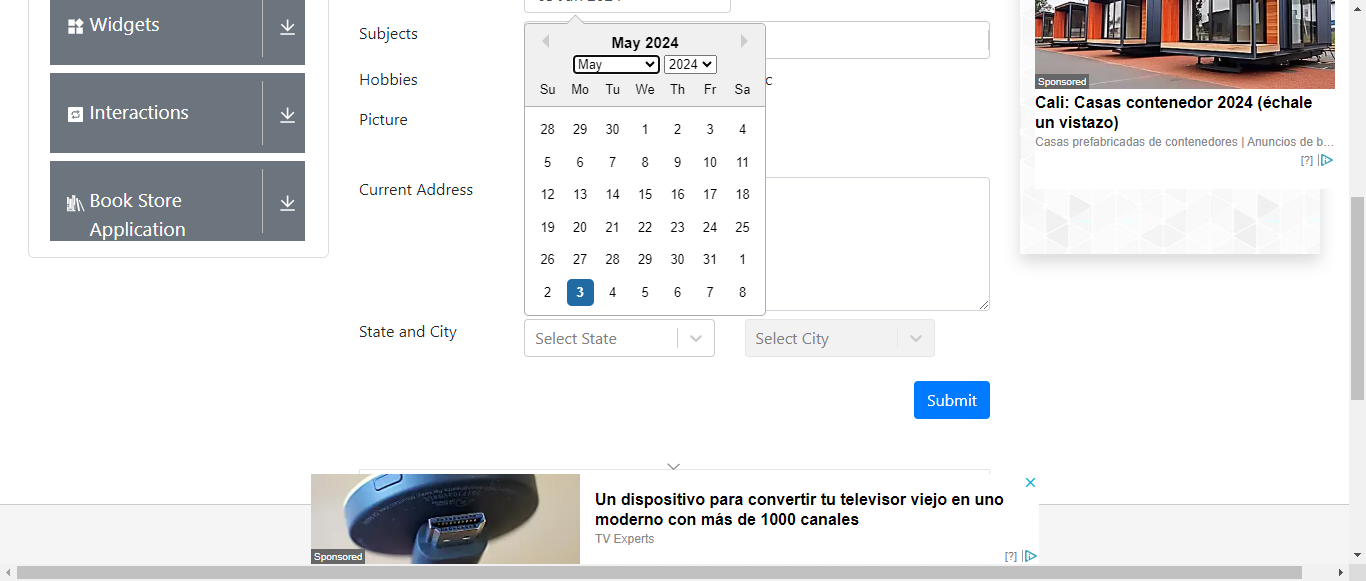 Widgets
Interactions
Book Store
Application
Subjects
Hobbies
Picture
Current Address
State and City
May 2024
May 2024
Su Mo Tu We Th Fr Sa
28 29 30 1 2 3 4
5 6 7 8 9 10 11
12 13 14 15 16 17 18
19 20 21 22 23 24 25
26 27 28 29 30 31 1
2 3 4 5 6 7 8
c
Select State
Select City
Submit
Sponsored
Cali: Casas contenedor 2024 (échale
un vistazo)
Casas prefabricadas de contenedores | Anuncios de b...
[?]
Sponsored
Un dispositivo para convertir tu televisor viejo en uno
moderno con más de 1000 canales
TV Experts
[?]